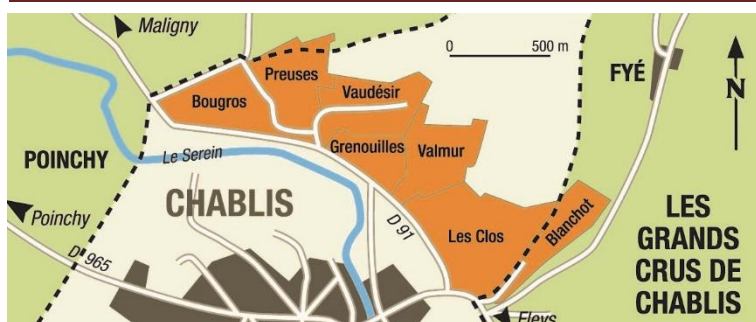 Maligny
0 500 m
FYÉ
N
Preuses
Bougros
Vaudésir
Grenouilles
Valmur
POINCHY
Le Serein
CHABLIS
Poinchy
D 965
D 91
Les Clos
Blanchot
Fleys
LES
GRANDS
CRUS DE
CHABLIS